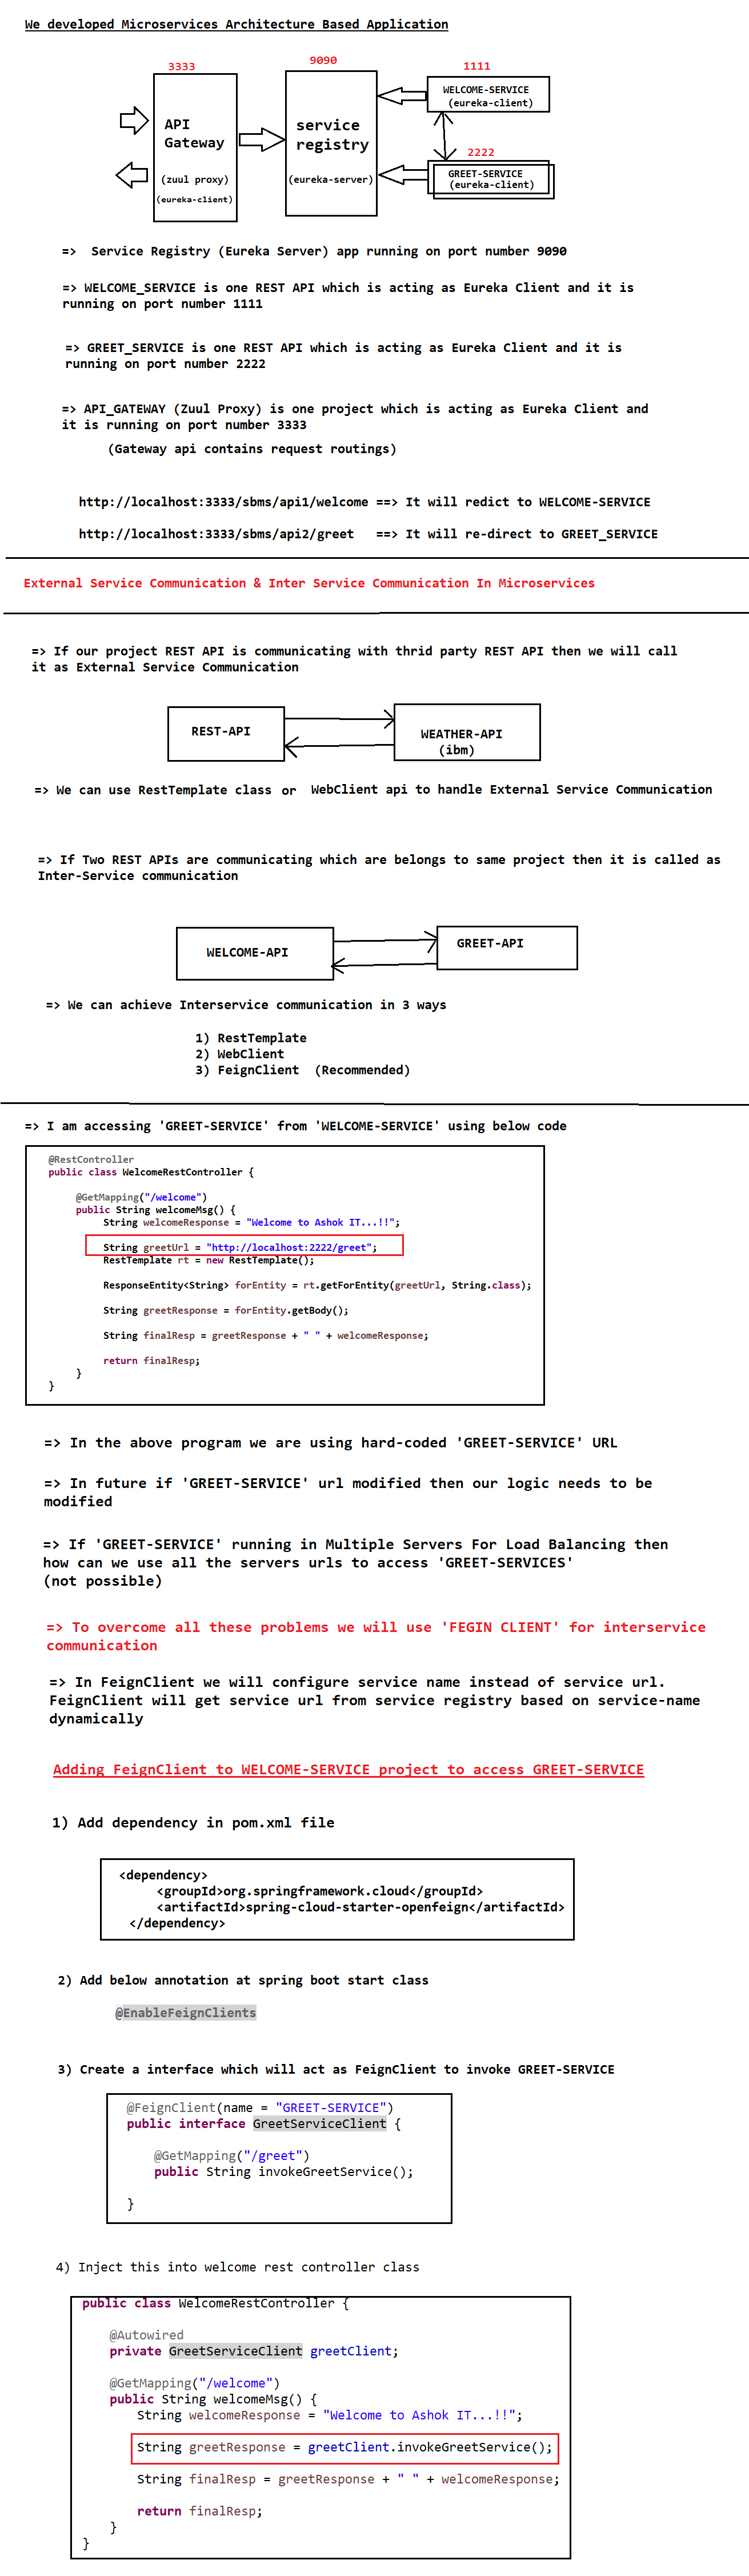 We developed Microservices Architecture Based Application
3333
9090
1111
API
Gateway
(zuul proxy)
(eureka-client)
service
registry
(eureka-server)
WELCOME-SERVICE
(eureka-client)
2222
GREET-SERVICE
(eureka-client)
=> Service Registry (Eureka Server) app running on port number 9090
=> WELCOME_SERVICE is one REST API which is acting as Eureka Client and it is
running on port number 1111
=> GREET_SERVICE is one REST API which is acting as Eureka Client and it is
running on port number 2222
=> API_GATEWAY (Zuul Proxy) is one project which is acting as Eureka Client and
it is running on port number 3333
(Gateway api contains request routings)
http://localhost:3333/sbms/api1/welcome ==> It will redict to WELCOME-SERVICE
http://localhost:3333/sbms/api2/greet ==> It will re-direct to GREET_SERVICE
External Service Communication & Inter Service Communication In Microservices
=> If our project REST API is communicating with thrid party REST API then we will call
it as External Service Communication
REST-API
WEATHER-API
(ibm)
=> We can use RestTemplate class or WebClient api to handle External Service Communication
=> If Two REST APIs are communicating which are belongs to same project then it is called as
Inter-Service communication
WELCOME-API
GREET-API
=> We can achieve Interservice communication in 3 ways
1) RestTemplate
2) WebClient
3) FeignClient (Recommended)
=> I am accessing 'GREET-SERVICE' from 'WELCOME-SERVICE' using below code
@RestController
public class WelcomeRestController {
@GetMapping("/welcome")
public String welcomeMsg() {
String welcomeResponse = "Welcome to Ashok IT...!!";
String greetUrl = "http://localhost:2222/greet";
RestTemplate rt = new RestTemplate();
ResponseEntity<String> forEntity = rt.getForEntity(greetUrl, String.class);
String greetResponse = forEntity.getBody();
String finalResp = greetResponse + " " + welcomeResponse;
return finalResp;
}
}
=> In the above program we are using hard-coded 'GREET-SERVICE' URL
=> In future if 'GREET-SERVICE' url modified then our logic needs to be
modified
=> If 'GREET-SERVICE' running in Multiple Servers For Load Balancing then
how can we use all the servers urls to access 'GREET-SERVICES'
(not possible)
=> To overcome all these problems we will use 'FEGIN CLIENT' for interservice
communication
=> In FeignClient we will configure service name instead of service url.
FeignClient will get service url from service registry based on service-name
dynamically
Adding FeignClient to WELCOME-SERVICE project to access GREET-SERVICE
1) Add dependency in pom.xml file
<dependency>
<groupId>org.springframework.cloud</groupId>
<artifactId>spring-cloud-starter-openfeign</artifactId>
</dependency>
2) Add below annotation at spring boot start class
@EnableFeignClients
3) Create a interface which will act as FeignClient to invoke GREET-SERVICE
@FeignClient(name = "GREET-SERVICE")
public interface GreetServiceClient {
@GetMapping("/greet")
public String invokeGreetService();
}
4) Inject this into welcome rest controller class
public class WelcomeRestController {
@Autowired
private GreetServiceClient greetClient;
@GetMapping("/welcome")
public String welcomeMsg() {
String welcomeResponse = "Welcome to Ashok IT...!!";
String greetResponse = greetClient.invokeGreetService();
String finalResp = greetResponse + " " + welcomeResponse;
return finalResp;
}
}